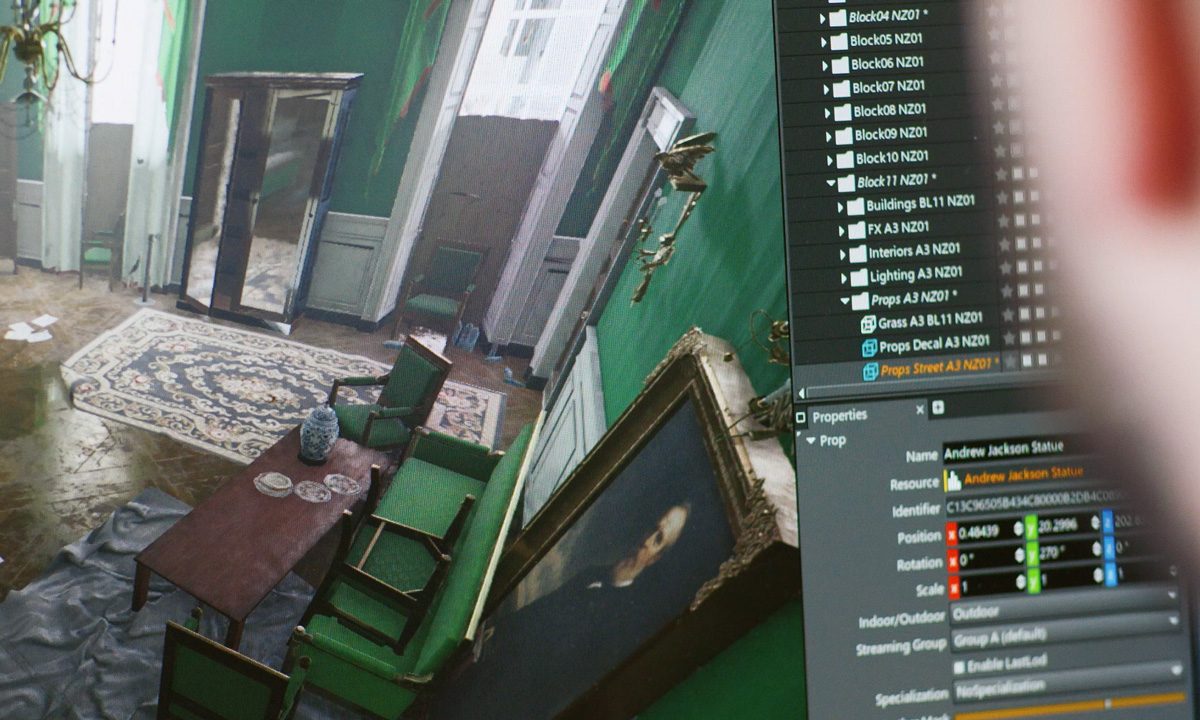 Block04 NZ01 *
Block05 NZ01
Block06 NZ01
Block07 NZ01
Block08 NZ01
Block09 NZ01
Block10 NZ01
Block11 NZ01 *
Buildings BL11 NZ01
FX A3 NZ01
Interiors A3 NZ01
Lighting A3 NZ01
Props A3 NZ01 *
Grass A3 BL11 NZ01
Props Decal A3 NZ01
Props Street A3 NZ01 *
Properties
Prop
Name Andrew Jackson Statue
Resource Andrew Jackson Statue
Identifier
Position x 0.48439 y 20.2996 z
Rotation x 0° y 270° z 0°
Scale x 1 y 1 z 1
Indoor/Outdoor Outdoor
Streaming Group Group A (default)
Enable LastLod
Specialization NoSpecialization